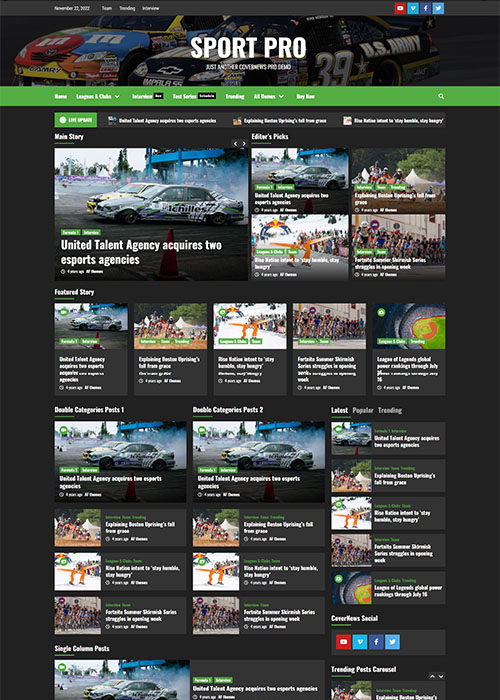 November 22, 2022 Team Trending Interview
SPORT PRO
JUST ANOTHER COVERNEWS PRO DEMO
CAMRY
IMPALA SS
39
U.S. ARMY
Home Leagues & Clubs Interview New Test Series Schedule Trending All Demos Buy Now
LIVE UPDATE United Talent Agency acquires two esports agencies Explaining Boston Uprising's fall from grace Rise Nation intent to 'stay humble, stay hungry'
Main Story
Achilles
Formula 1 Interview
United Talent Agency acquires two
esports agencies
4 years ago AF themes
Editor's Picks
Formula 1 Interview
United Talent Agency acquires two
esports agencies
4 years ago AF themes
Interview Team Trending
Explaining Boston Uprising's fall from
grace
4 years ago AF themes
Leagues & Clubs Team
Rise Nation intent to 'stay humble, stay
hungry'
4 years ago AF themes
Interview Team
Fortnite Summer Skirmish Series
struggles in opening week
4 years ago AF themes
Featured Story
Formula 1 Interview
United Talent Agency
acquires two esports
agencies
4 years ago AF themes
Interview Team Trending
Explaining Boston Uprising's
fall from grace
4 years ago AF themes
Leagues & Clubs Team
Rise Nation intent to 'stay
humble, stay hungry'
4 years ago AF themes
Interview Team
Fortnite Summer Skirmish
Series struggles in opening
week
4 years ago AF themes
Leagues & Clubs Trending
League of Legends global
power rankings through July
16
4 years ago AF themes
Double Categories Posts 1
Formula 1 Interview
United Talent Agency acquires two esports
agencies
4 years ago AF themes
Interview Team Trending
Explaining Boston Uprising's fall
from grace
4 years ago AF themes
Leagues & Clubs Team
Rise Nation intent to 'stay humble,
stay hungry'
4 years ago AF themes
Interview Team
Fortnite Summer Skirmish Series
struggles in opening week
4 years ago AF themes
Double Categories Posts 2
Formula 1 Interview
United Talent Agency acquires two esports
agencies
4 years ago AF themes
Interview Team Trending
Explaining Boston Uprising's fall
from grace
4 years ago AF themes
Leagues & Clubs Team
Rise Nation intent to 'stay humble,
stay hungry'
4 years ago AF themes
Interview Team
Fortnite Summer Skirmish Series
struggles in opening week
4 years ago AF themes
Latest Popular Trending
Formula 1 Interview
United Talent Agency acquires
two esports agencies
Interview Team Trending
Explaining Boston Uprising's fall
from grace
Leagues & Clubs Team
Rise Nation intent to 'stay
humble, stay hungry'
Interview Team
Fortnite Summer Skirmish
Series struggles in opening
week
Leagues & Clubs Trending
League of Legends global power
rankings through July 16
CoverNews Social
Single Column Posts
Formula 1 Interview
United Talent Agency acquires two esports
agencies
Trending Posts Carousel
Interview Team Trending
Explaining Boston Uprising's fall
from grace